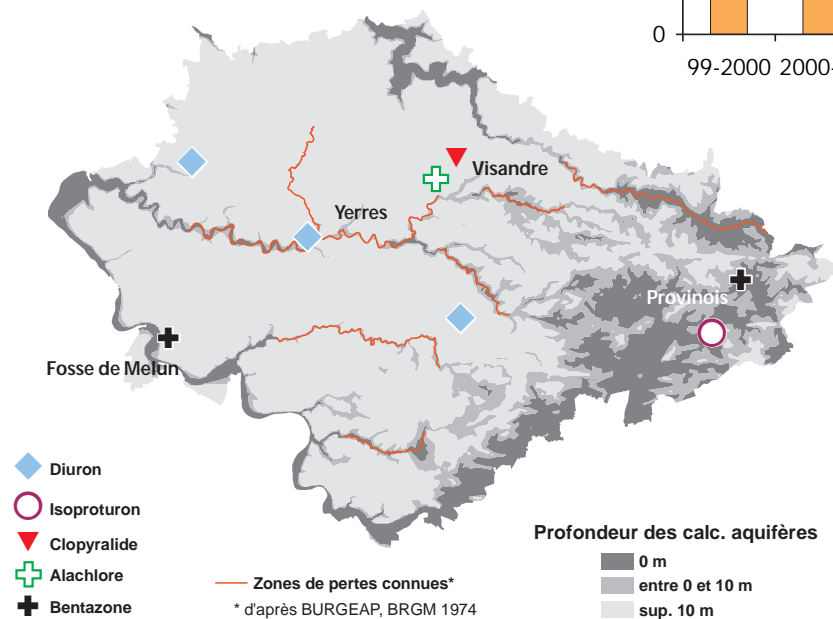 0
99-2000 2000-
Visandre
Yerres
Provinois
Fosse de Melun
Diuron
Isoproturon
Clopyralide
Alachlore
Bentazone
Zones de pertes connues*
* d'après BURGEAP, BRGM 1974
Profondeur des calc. aquifères
0 m
entre 0 et 10 m
sup. 10 m